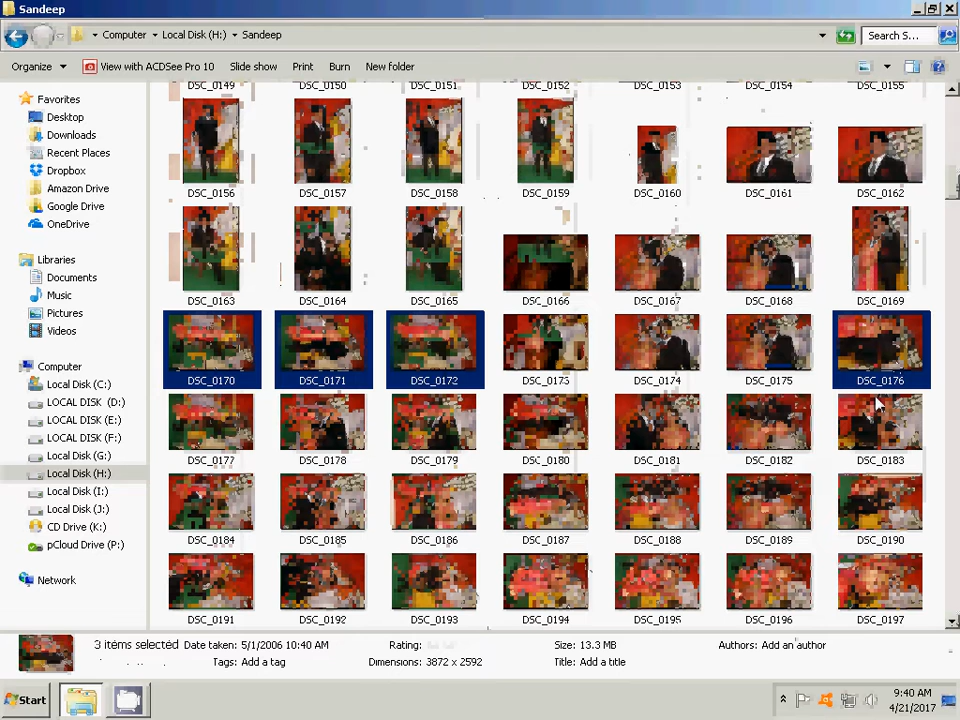 Sandeep
Computer Local Disk (H:) Sandeep Search S...
Organize View with ACDSee Pro 10 Slide show Print Burn New folder
Favorites
Desktop
Downloads
Recent Places
Dropbox
Amazon Drive
Google Drive
OneDrive
Libraries
Documents
Music
Pictures
Videos
Computer
Local Disk (C:)
LOCAL DISK (D:)
LOCAL DISK (E:)
LOCAL DISK (F:)
Local Disk (G:)
Local Disk (H:)
Local Disk (I:)
Local Disk (J:)
CD Drive (K:)
pCloud Drive (P:)
Network
DSC_0149 DSC_0150 DSC_0151 DSC_0152 DSC_0153 DSC_0154 DSC_0155
DSC_0156 DSC_0157 DSC_0158 DSC_0159 DSC_0160 DSC_0161 DSC_0162
DSC_0163 DSC_0164 DSC_0165 DSC_0166 DSC_0167 DSC_0168 DSC_0169
DSC_0170 DSC_0171 DSC_0172 DSC_0173 DSC_0174 DSC_0175 DSC_0176
DSC_0177 DSC_0178 DSC_0179 DSC_0180 DSC_0181 DSC_0182 DSC_0183
DSC_0184 DSC_0185 DSC_0186 DSC_0187 DSC_0188 DSC_0189 DSC_0190
DSC_0191 DSC_0192 DSC_0193 DSC_0194 DSC_0195 DSC_0196 DSC_0197
3 items selected Date taken: 5/1/2006 10:40 AM Rating: Size: 13.3 MB Authors: Add an author
Tags: Add a tag Dimensions: 3872 x 2592 Title: Add a title
Start
9:40 AM
4/21/2017